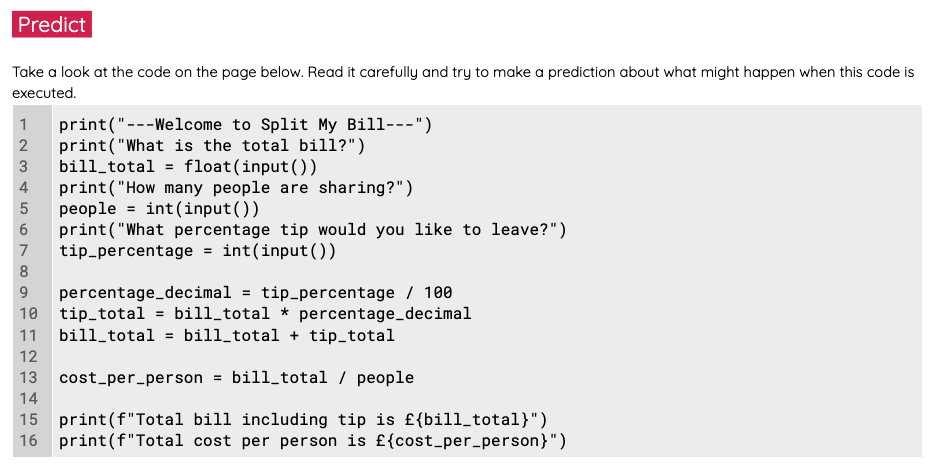 Predict
Take a look at the code on the page below. Read it carefully and try to make a prediction about what might happen when this code is
executed.
1 print("---Welcome to Split My Bill---")
2 print("What is the total bill?")
3 bill_total = float(input())
4 print("How many people are sharing?")
5 people = int(input())
6 print("What percentage tip would you like to leave?")
7 tip_percentage = int(input())
8
9 percentage_decimal = tip_percentage / 100
10 tip_total = bill_total * percentage_decimal
11 bill_total = bill_total + tip_total
12
13 cost_per_person = bill_total / people
14
15 print(f"Total bill including tip is £{bill_total}")
16 print(f"Total cost per person is £{cost_per_person}")